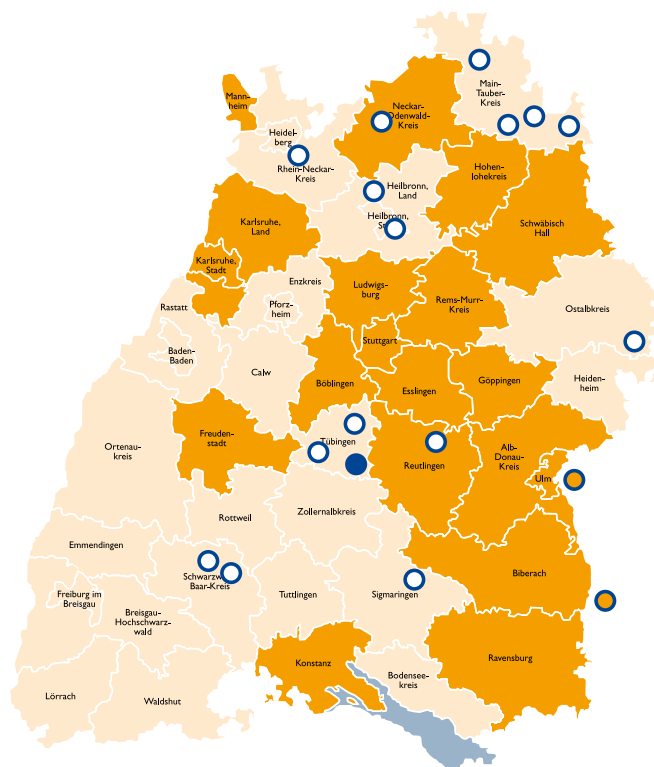 Main-
Tauber-
Kreis
Mann-
heim
Neckar-
Odenwald-
Kreis
Heidel-
berg
Rhein-Neckar-
Kreis
Hohen-
lohekreis
Heilbronn,
Land
Heilbronn,
Schwäbisch
Hall
Karlsruhe,
Land
Karlsruhe,
Stadt
Enzkreis
Ludwigs-
burg
Rems-Murr-
Kreis
Ostalbkreis
Rastatt
Pforz-
heim
Stuttgart
Baden-
Baden
Calw
Böblingen
Esslingen
Göppingen
Heiden-
heim
Ortenau-
kreis
Freuden-
stadt
Tübingen
Reutlingen
Alb-
Donau-
Kreis
Ulm
Rottweil
Zollernalbkreis
Emmendingen
Schwarzw
Baar-Kreis
Tuttlingen
Sigmaringen
Biberach
Freiburg im
Breisgau
Breisgau-
Hochschwarz-
wald
Konstanz
Bodensee-
kreis
Ravensburg
Lörrach
Waldshut